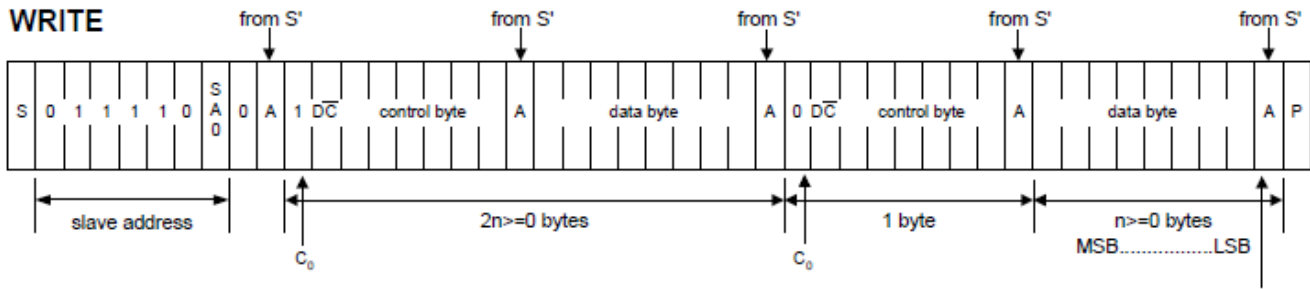 WRITE
from S' from S' from S' from S' from S'
S 0 1 1 1 1 0 SA0 0 A 1 DC̅ control byte A data byte A 0 DC̅ control byte A data byte A P
slave address 2n>=0 bytes 1 byte n>=0 bytes
C₀ C₀ MSB.................LSB